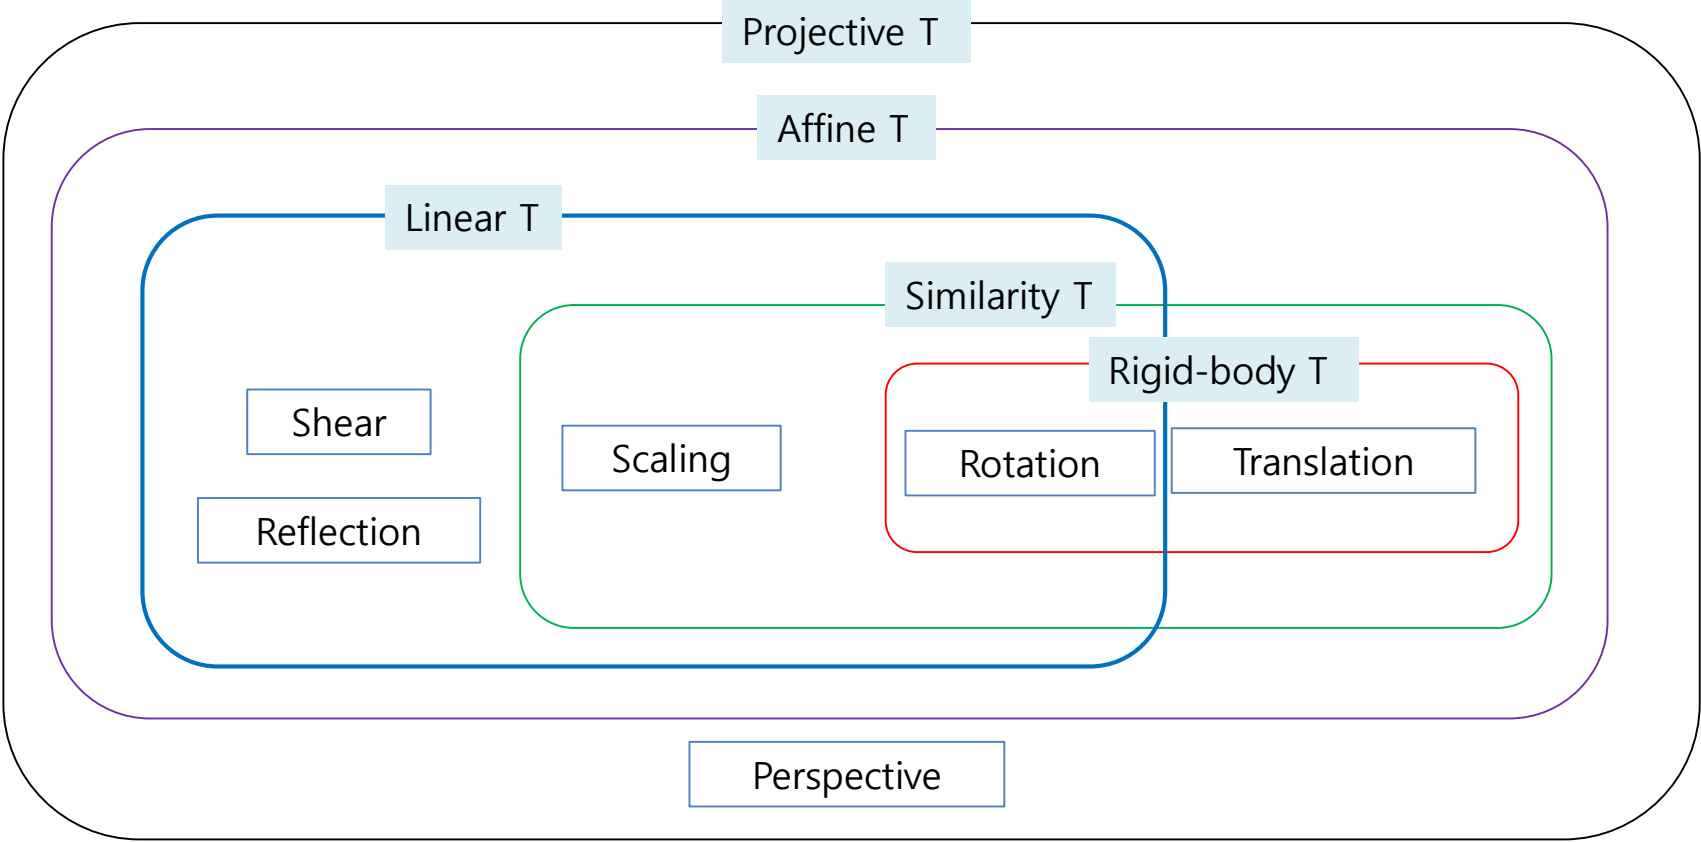 Projective T
Affine T
Linear T
Similarity T
Rigid-body T
Shear
Scaling
Rotation
Translation
Reflection
Perspective